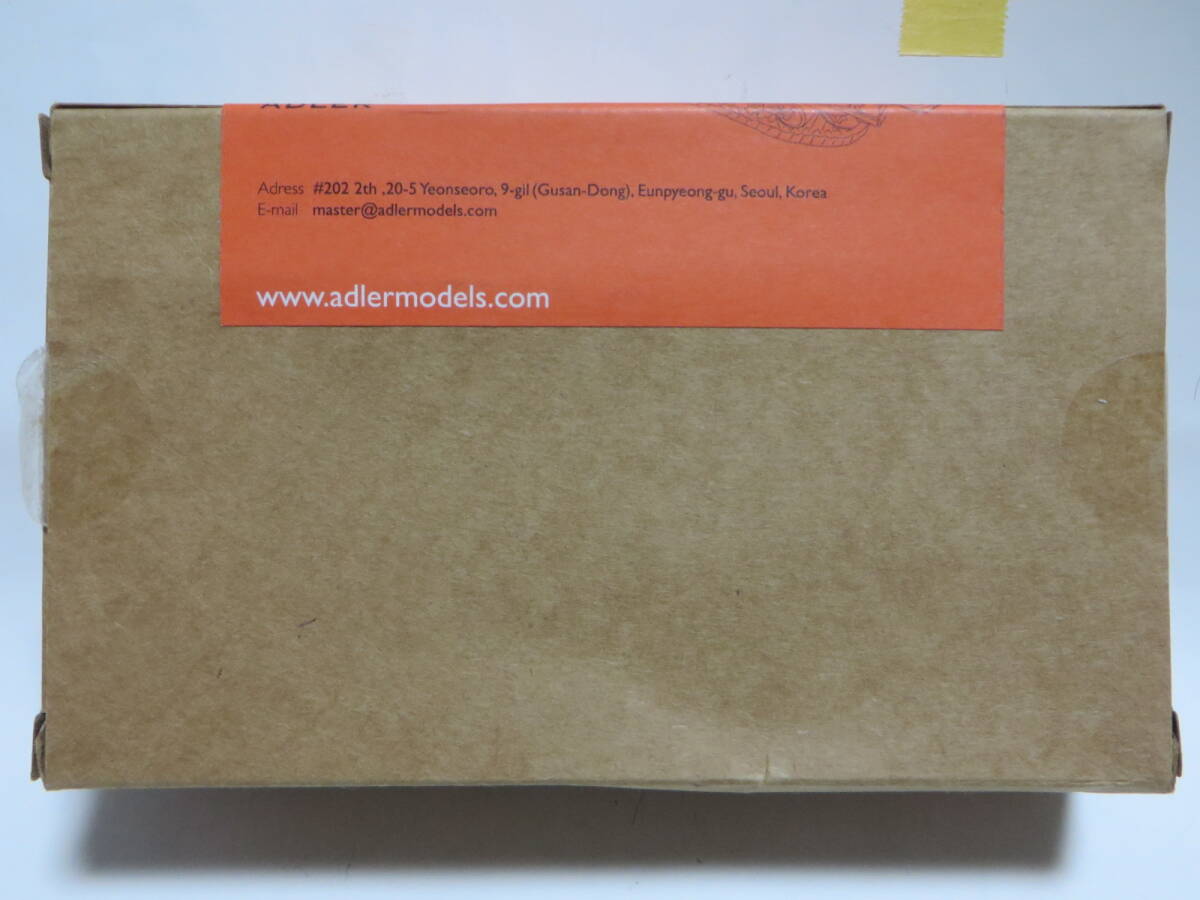 ADLER
Adress #202 2th ,20-5 Yeonseoro, 9-gil (Gusan-Dong), Eunpyeong-gu, Seoul, Korea
E-mail master@adlermodels.com
www.adlermodels.com